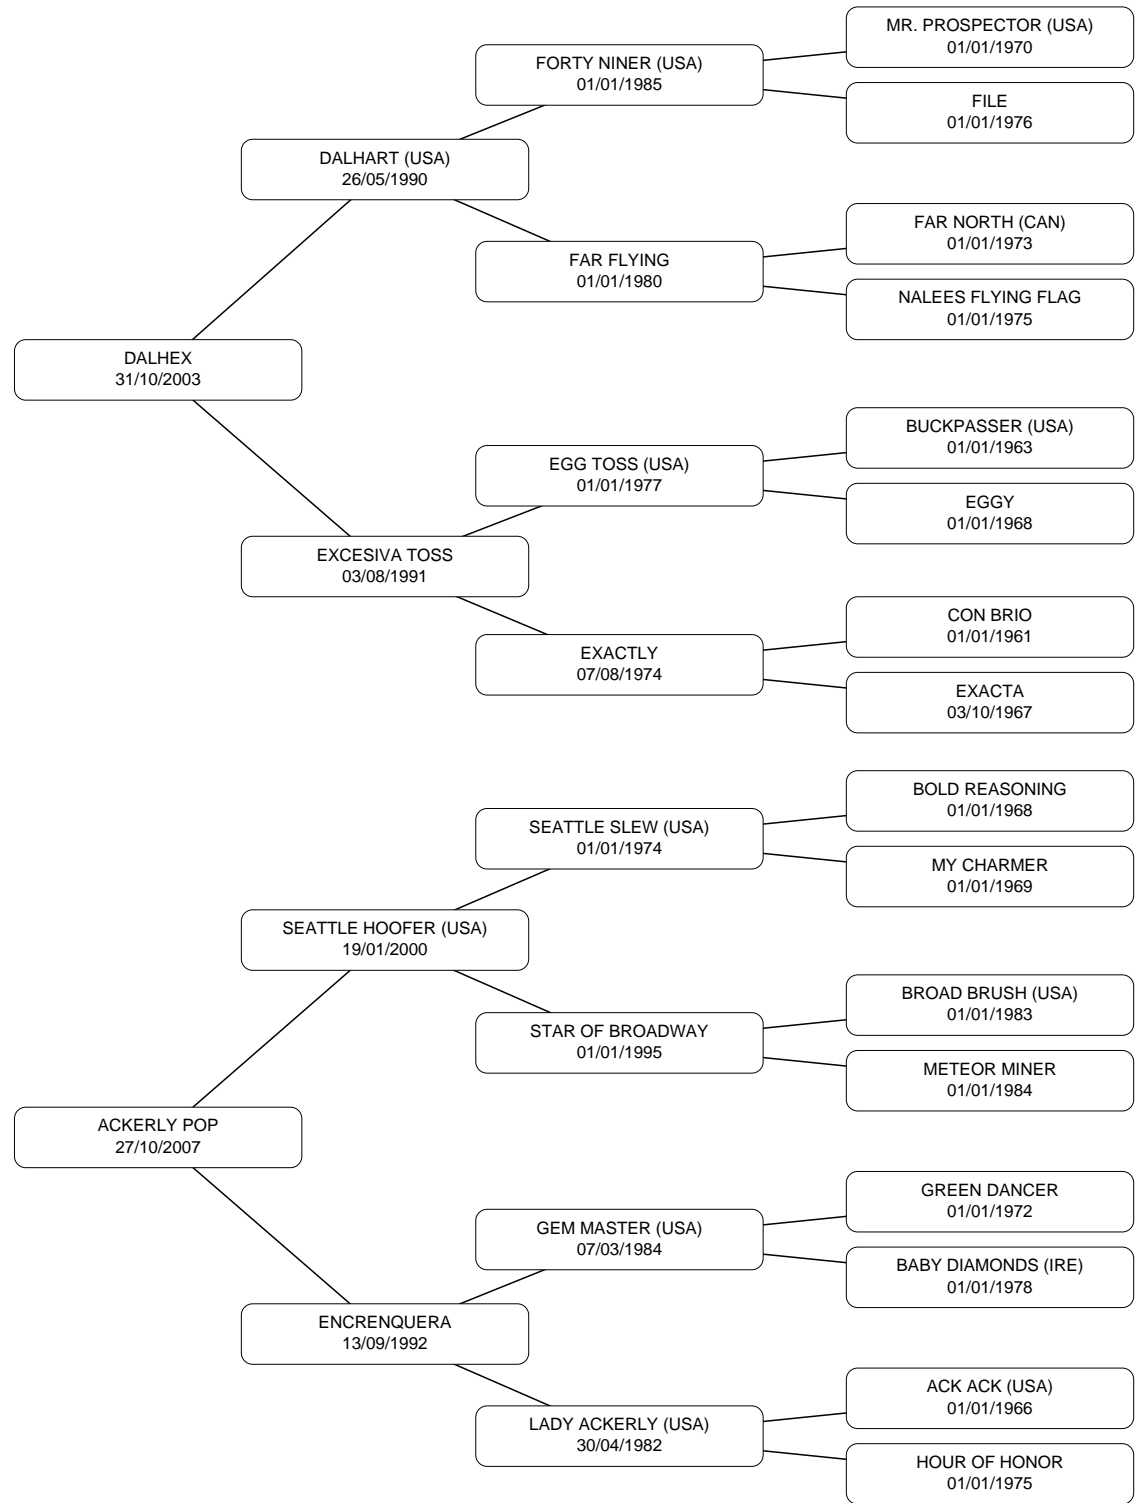 MR. PROSPECTOR (USA)
01/01/1970
FORTY NINER (USA)
01/01/1985
FILE
01/01/1976
DALHART (USA)
26/05/1990
FAR NORTH (CAN)
01/01/1973
FAR FLYING
01/01/1980
NALEES FLYING FLAG
01/01/1975
DALHEX
31/10/2003
BUCKPASSER (USA)
01/01/1963
EGG TOSS (USA)
01/01/1977
EGGY
01/01/1968
EXCESIVA TOSS
03/08/1991
CON BRIO
01/01/1961
EXACTLY
07/08/1974
EXACTA
03/10/1967
BOLD REASONING
01/01/1968
SEATTLE SLEW (USA)
01/01/1974
MY CHARMER
01/01/1969
SEATTLE HOOFER (USA)
19/01/2000
BROAD BRUSH (USA)
01/01/1983
STAR OF BROADWAY
01/01/1995
METEOR MINER
01/01/1984
ACKERLY POP
27/10/2007
GREEN DANCER
01/01/1972
GEM MASTER (USA)
07/03/1984
BABY DIAMONDS (IRE)
01/01/1978
ENCRENQUERA
13/09/1992
ACK ACK (USA)
01/01/1966
LADY ACKERLY (USA)
30/04/1982
HOUR OF HONOR
01/01/1975